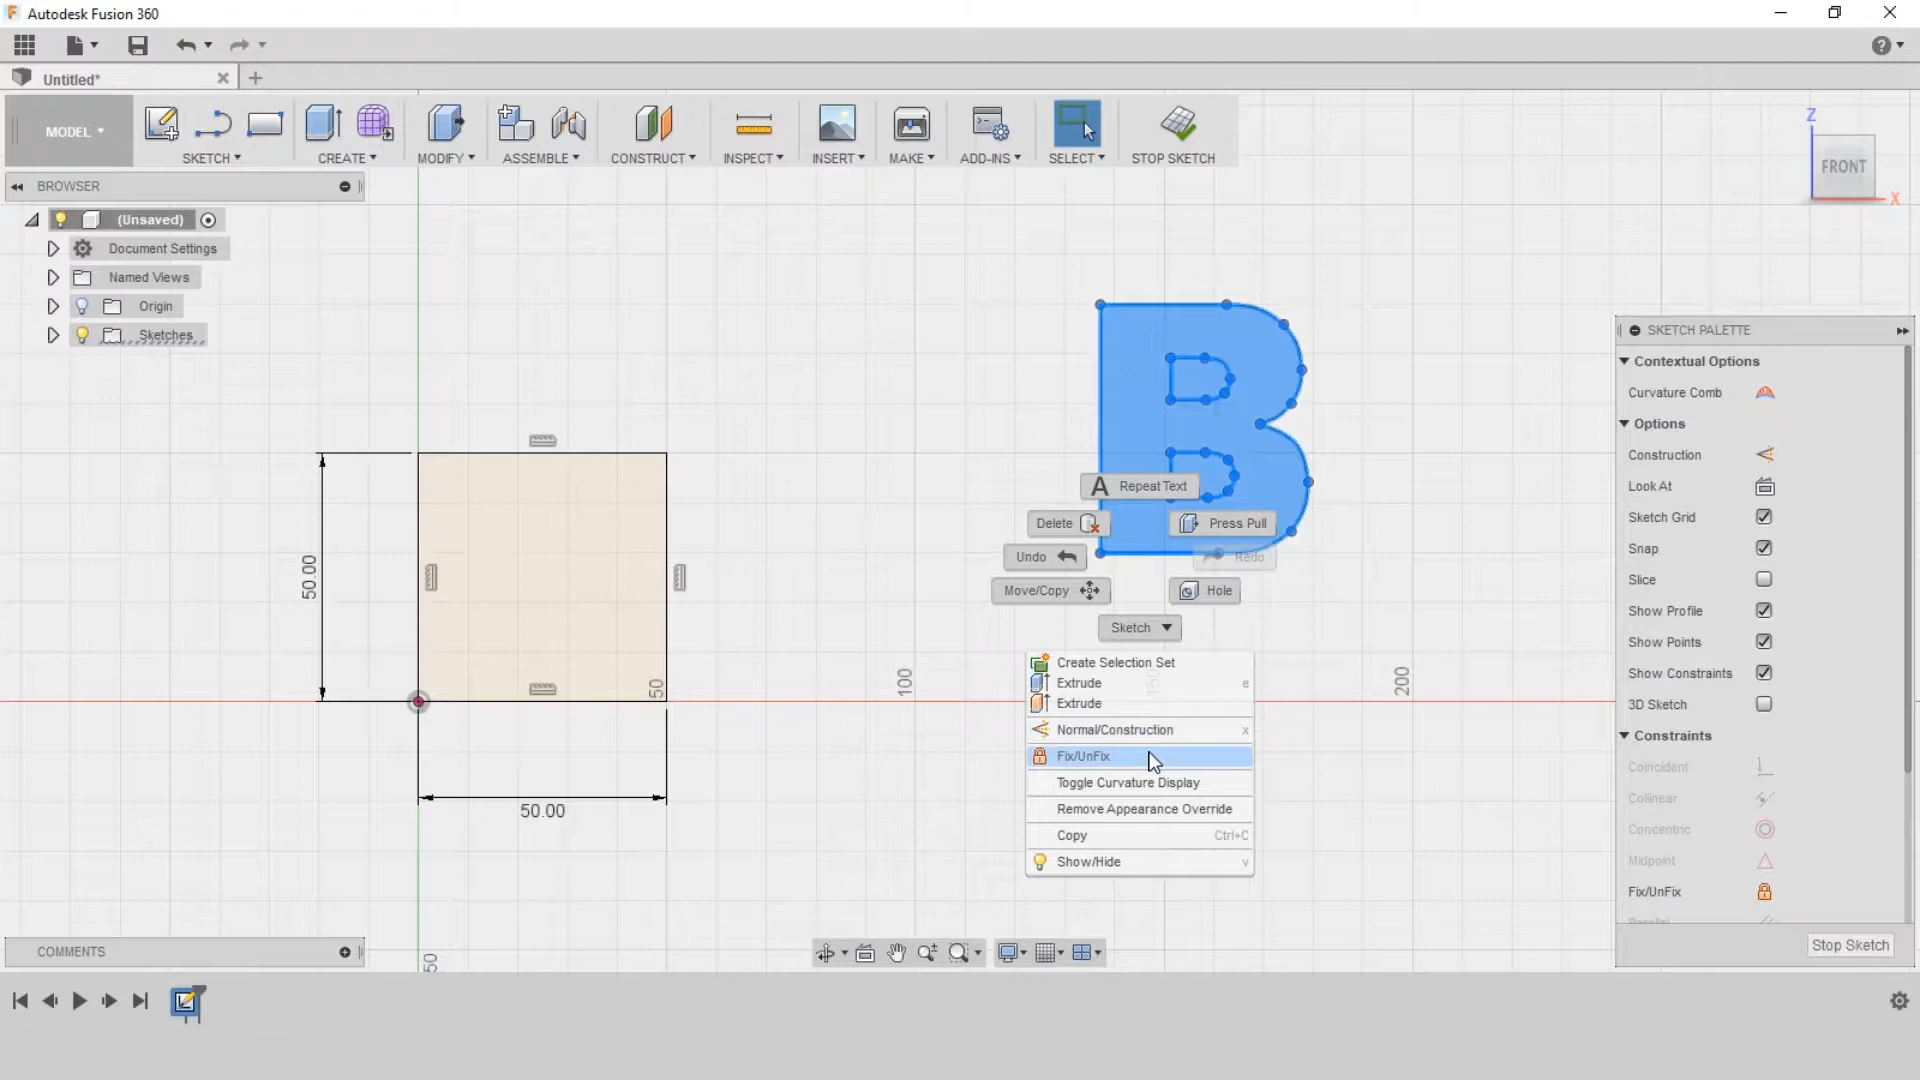 Autodesk Fusion 360
Untitled*
MODEL
SKETCH
CREATE
MODIFY
ASSEMBLE
CONSTRUCT
INSPECT
INSERT
MAKE
ADD-INS
SELECT
STOP SKETCH
BROWSER
(Unsaved)
Document Settings
Named Views
Origin
Sketches
Z
FRONT
X
B
50.00
50.00
50
100
200
50
Repeat Text
Delete
Press Pull
Undo
Redo
Move/Copy
Hole
Sketch
Create Selection Set
Extrude e
Extrude
Normal/Construction x
Fix/UnFix
Toggle Curvature Display
Remove Appearance Override
Copy Ctrl+C
Show/Hide v
SKETCH PALETTE
Contextual Options
Curvature Comb
Options
Construction
Look At
Sketch Grid
Snap
Slice
Show Profile
Show Points
Show Constraints
3D Sketch
Constraints
Coincident
Collinear
Concentric
Midpoint
Fix/UnFix
Stop Sketch
COMMENTS